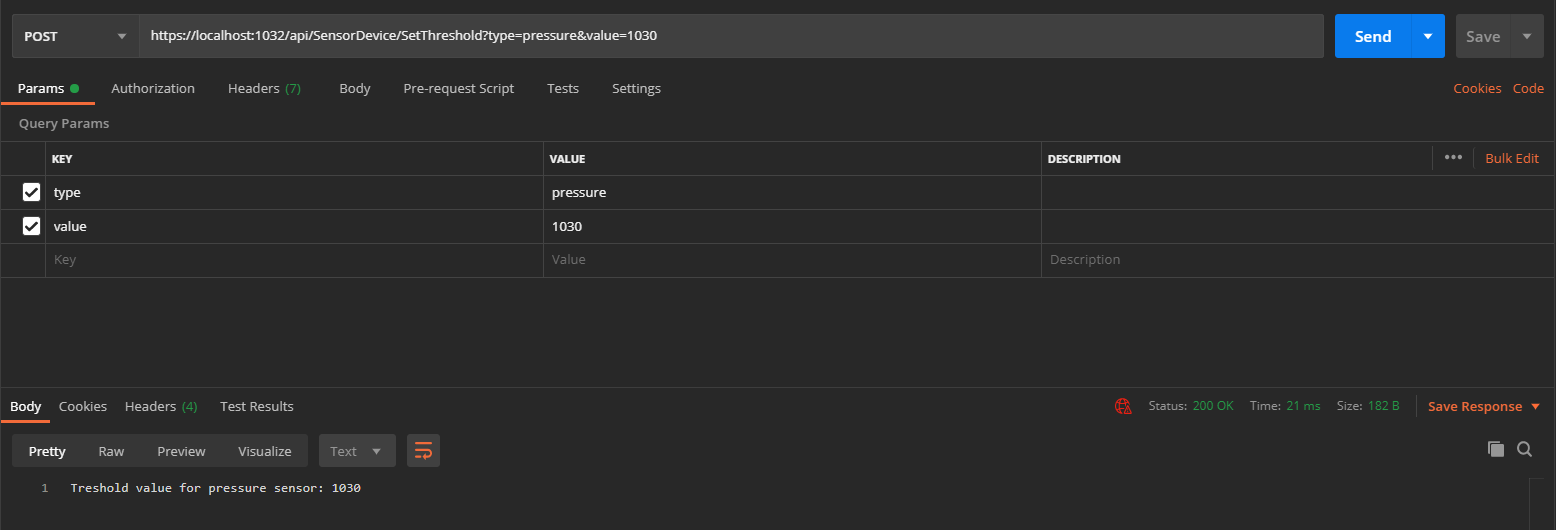 POST https://localhost:1032/api/SensorDevice/SetThreshold?type=pressure&value=1030 Send Save
Params Authorization Headers (7) Body Pre-request Script Tests Settings Cookies Code
Query Params
KEY VALUE DESCRIPTION ••• Bulk Edit
type pressure
value 1030
Key Value Description
Body Cookies Headers (4) Test Results Status: 200 OK Time: 21 ms Size: 182 B Save Response
Pretty Raw Preview Visualize Text
1 Treshold value for pressure sensor: 1030